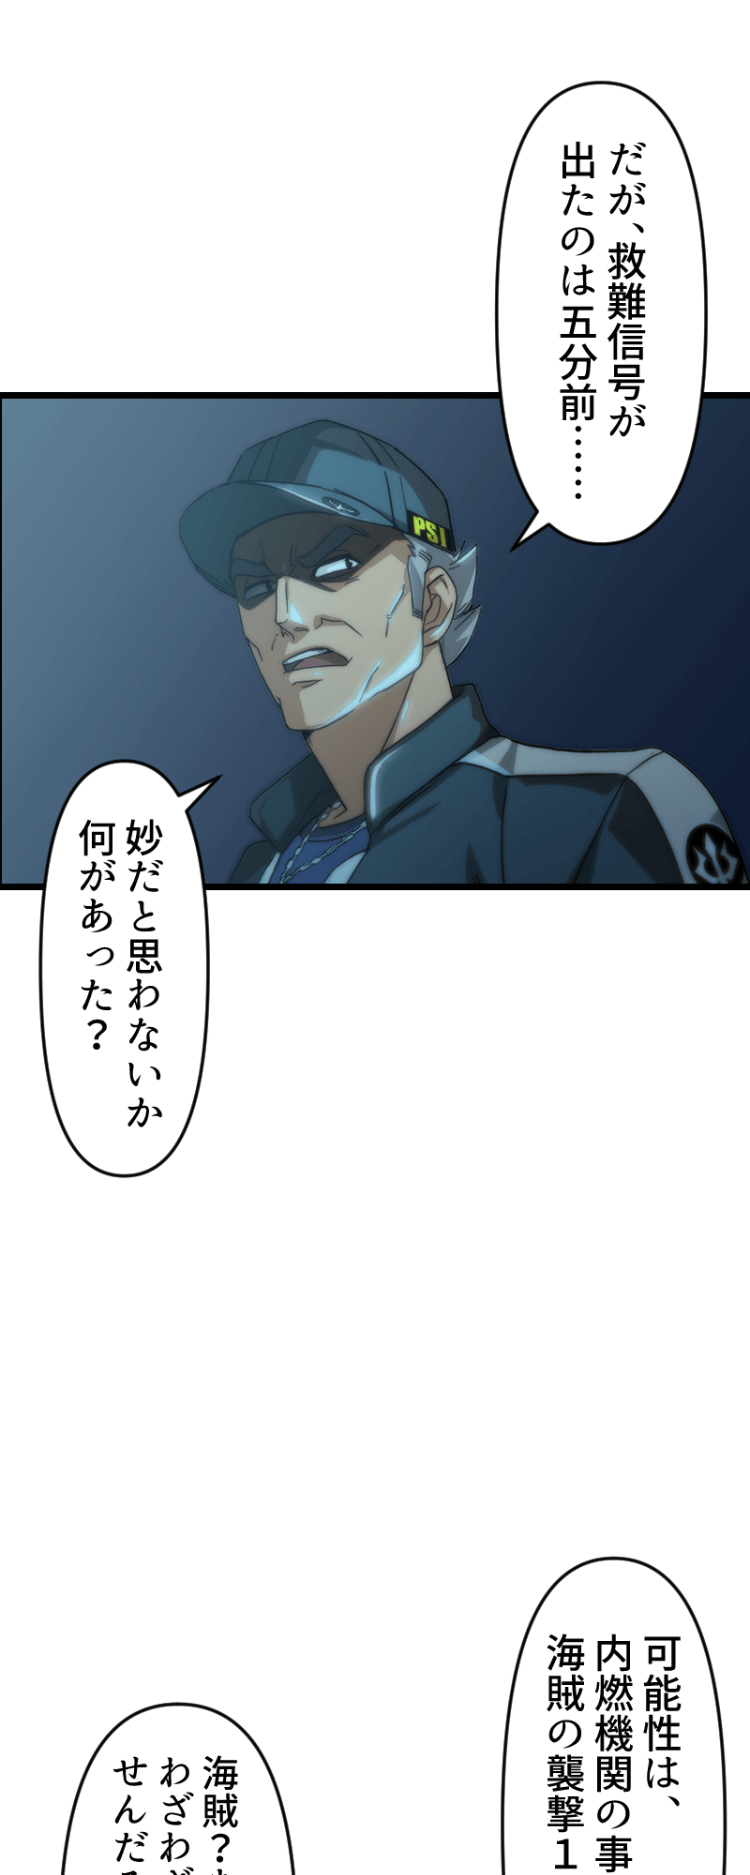 だが、救難信号が
出たのは五分前……
PSI
妙だと思わないか
何があった？
可能性は、
内燃機関の事
海賊の襲撃1
海賊？
わざわざ
せんだろ